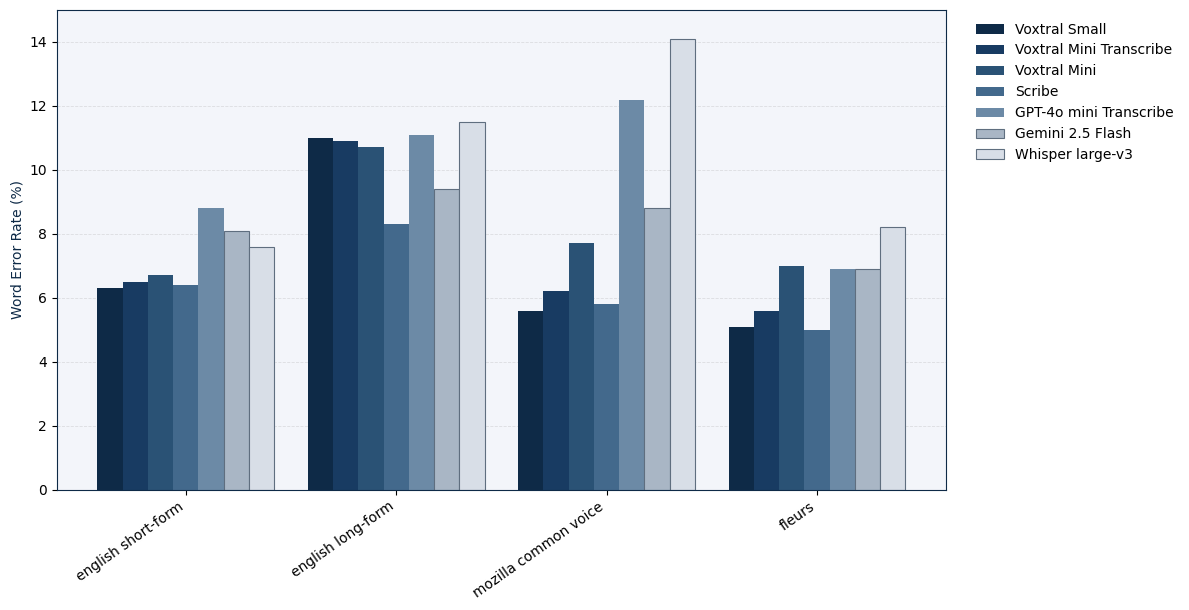 Word Error Rate (%)
14
12
10
8
6
4
2
0
english short-form
english long-form
mozilla common voice
fleurs
Voxtral Small
Voxtral Mini Transcribe
Voxtral Mini
Scribe
GPT-4o mini Transcribe
Gemini 2.5 Flash
Whisper large-v3